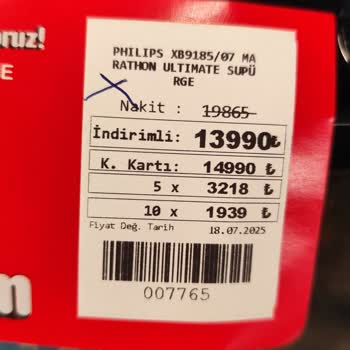 oruz!
E
PHILIPS XB9185/07 MA
RATHON ULTIMATE SUPÜ
RGE
Nakit : 19865
İndirimli: 13990₺
K. Kartı: 14990 ₺
5 x 3218 ₺
10 x 1939 ₺
Fiyat Değ. Tarih 18.07.2025
007765
m